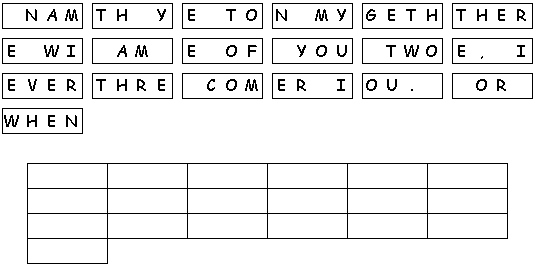 NAM TH Y E TO N MY GETH THER
E WI AM E OF YOU TWO E, I
EVER THRE COM ER I OU. OR
WHEN